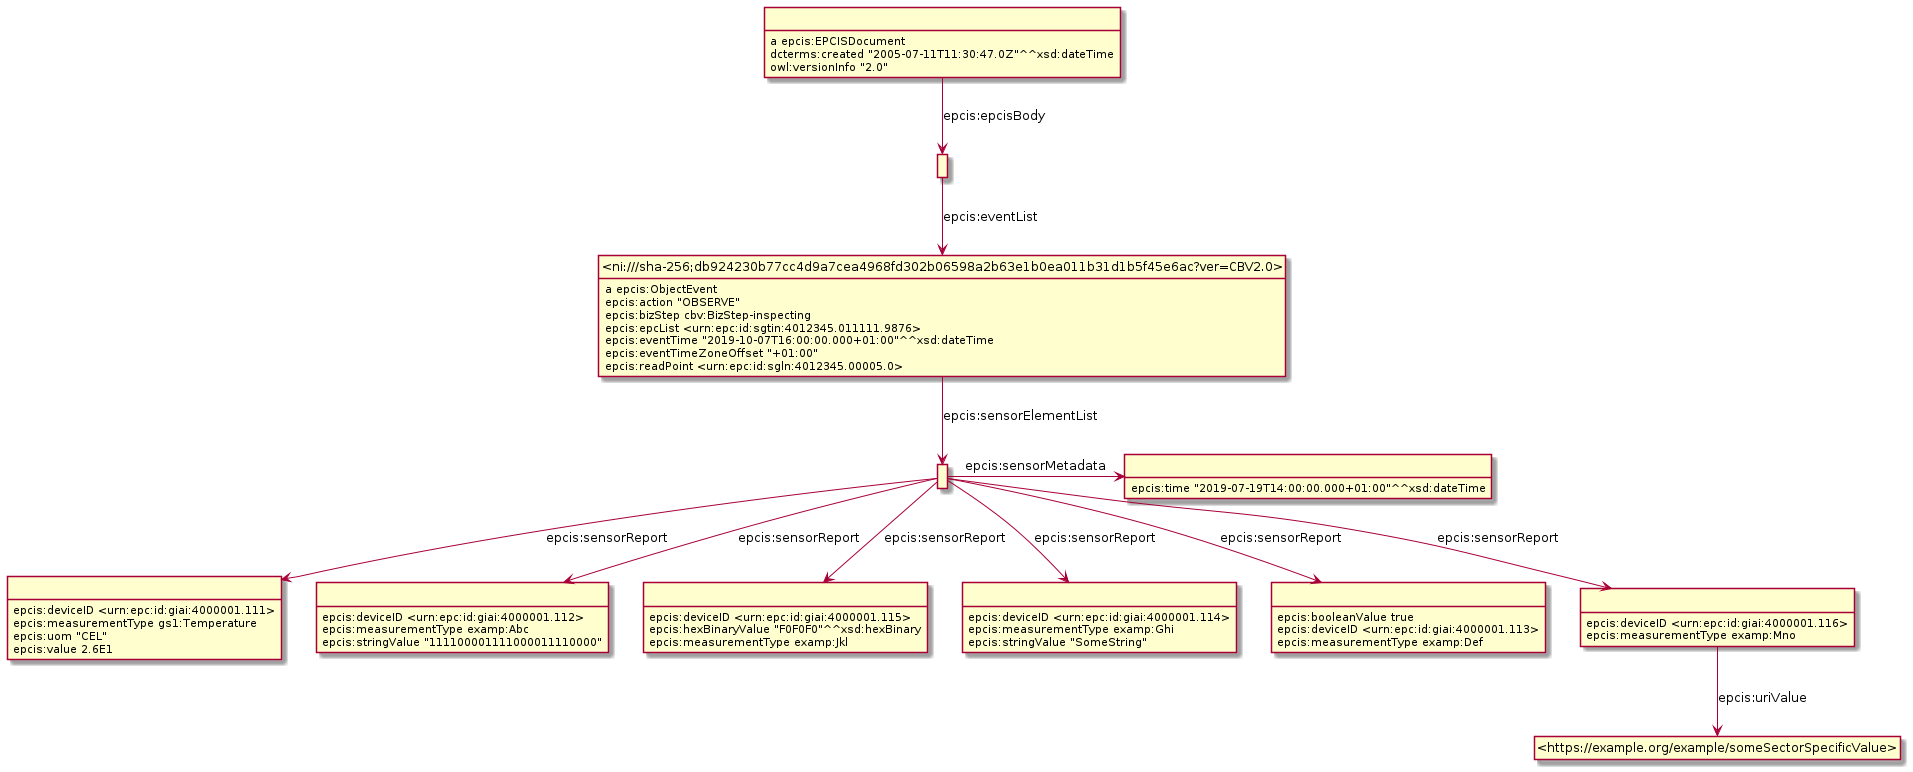 a epcis:EPCISDocument
dcterms:created "2005-07-11T11:30:47.0Z"^^xsd:dateTime
owl:versionInfo "2.0"
epcis:epcisBody
epcis:eventList
<ni:///sha-256;db924230b77cc4d9a7cea4968fd302b06598a2b63e1b0ea011b31d1b5f45e6ac?ver=CBV2.0>
a epcis:ObjectEvent
epcis:action "OBSERVE"
epcis:bizStep cbv:BizStep-inspecting
epcis:epcList <urn:epc:id:sgtin:4012345.011111.9876>
epcis:eventTime "2019-10-07T16:00:00.000+01:00"^^xsd:dateTime
epcis:eventTimeZoneOffset "+01:00"
epcis:readPoint <urn:epc:id:sgln:4012345.00005.0>
epcis:sensorElementList
epcis:sensorMetadata
epcis:time "2019-07-19T14:00:00.000+01:00"^^xsd:dateTime
epcis:sensorReport
epcis:sensorReport
epcis:sensorReport
epcis:sensorReport
epcis:sensorReport
epcis:sensorReport
epcis:deviceID <urn:epc:id:giai:4000001.111>
epcis:measurementType gs1:Temperature
epcis:uom "CEL"
epcis:value 2.6E1
epcis:deviceID <urn:epc:id:giai:4000001.112>
epcis:measurementType examp:Abc
epcis:stringValue "111100001111000011110000"
epcis:deviceID <urn:epc:id:giai:4000001.115>
epcis:hexBinaryValue "F0F0F0"^^xsd:hexBinary
epcis:measurementType examp:Jkl
epcis:deviceID <urn:epc:id:giai:4000001.114>
epcis:measurementType examp:Ghi
epcis:stringValue "SomeString"
epcis:booleanValue true
epcis:deviceID <urn:epc:id:giai:4000001.113>
epcis:measurementType examp:Def
epcis:deviceID <urn:epc:id:giai:4000001.116>
epcis:measurementType examp:Mno
epcis:uriValue
<https://example.org/example/someSectorSpecificValue>